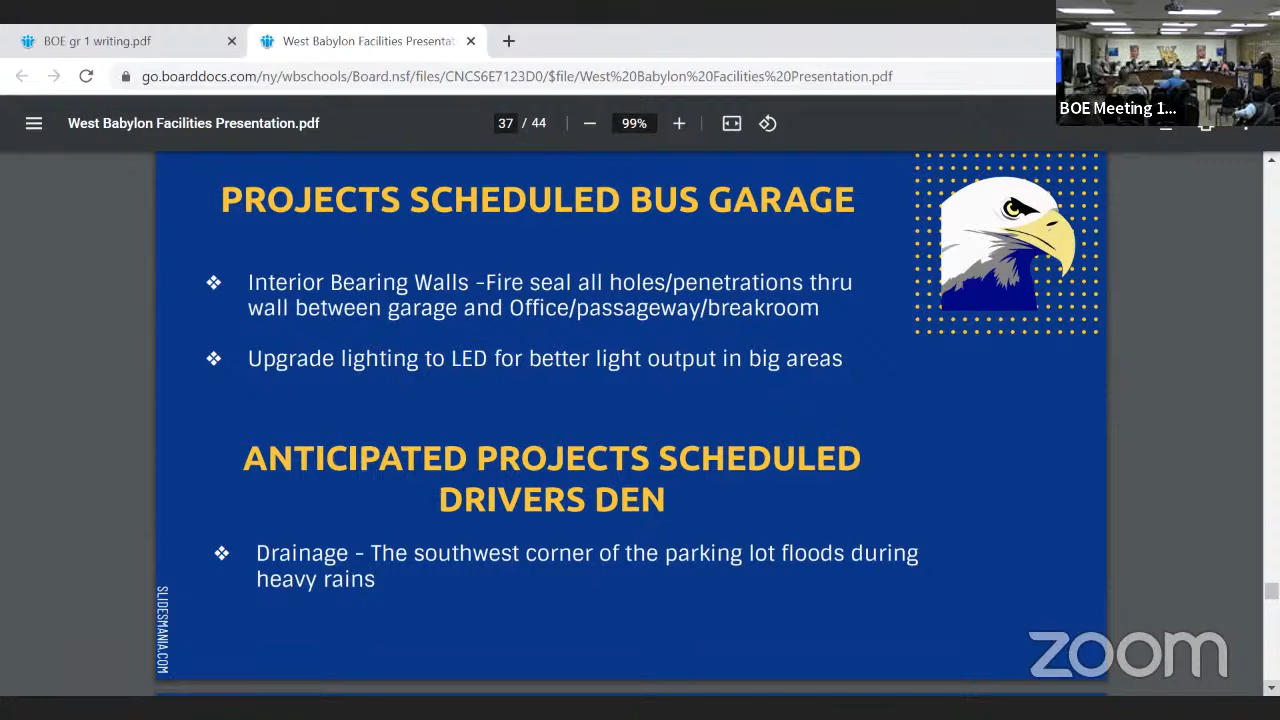 BOE gr 1 writing.pdf
West Babylon Facilities Presentat
go.boarddocs.com/ny/wbschools/Board.nsf/files/CNCS6E7123D0/$file/West%20Babylon%20Facilities%20Presentation.pdf
BOE Meeting 1...
West Babylon Facilities Presentation.pdf
37 / 44
99%
PROJECTS SCHEDULED BUS GARAGE
❖ Interior Bearing Walls -Fire seal all holes/penetrations thru
wall between garage and Office/passageway/breakroom
❖ Upgrade lighting to LED for better light output in big areas
ANTICIPATED PROJECTS SCHEDULED
DRIVERS DEN
❖ Drainage - The southwest corner of the parking lot floods during
heavy rains
SLIDESMANIA.COM
zoom